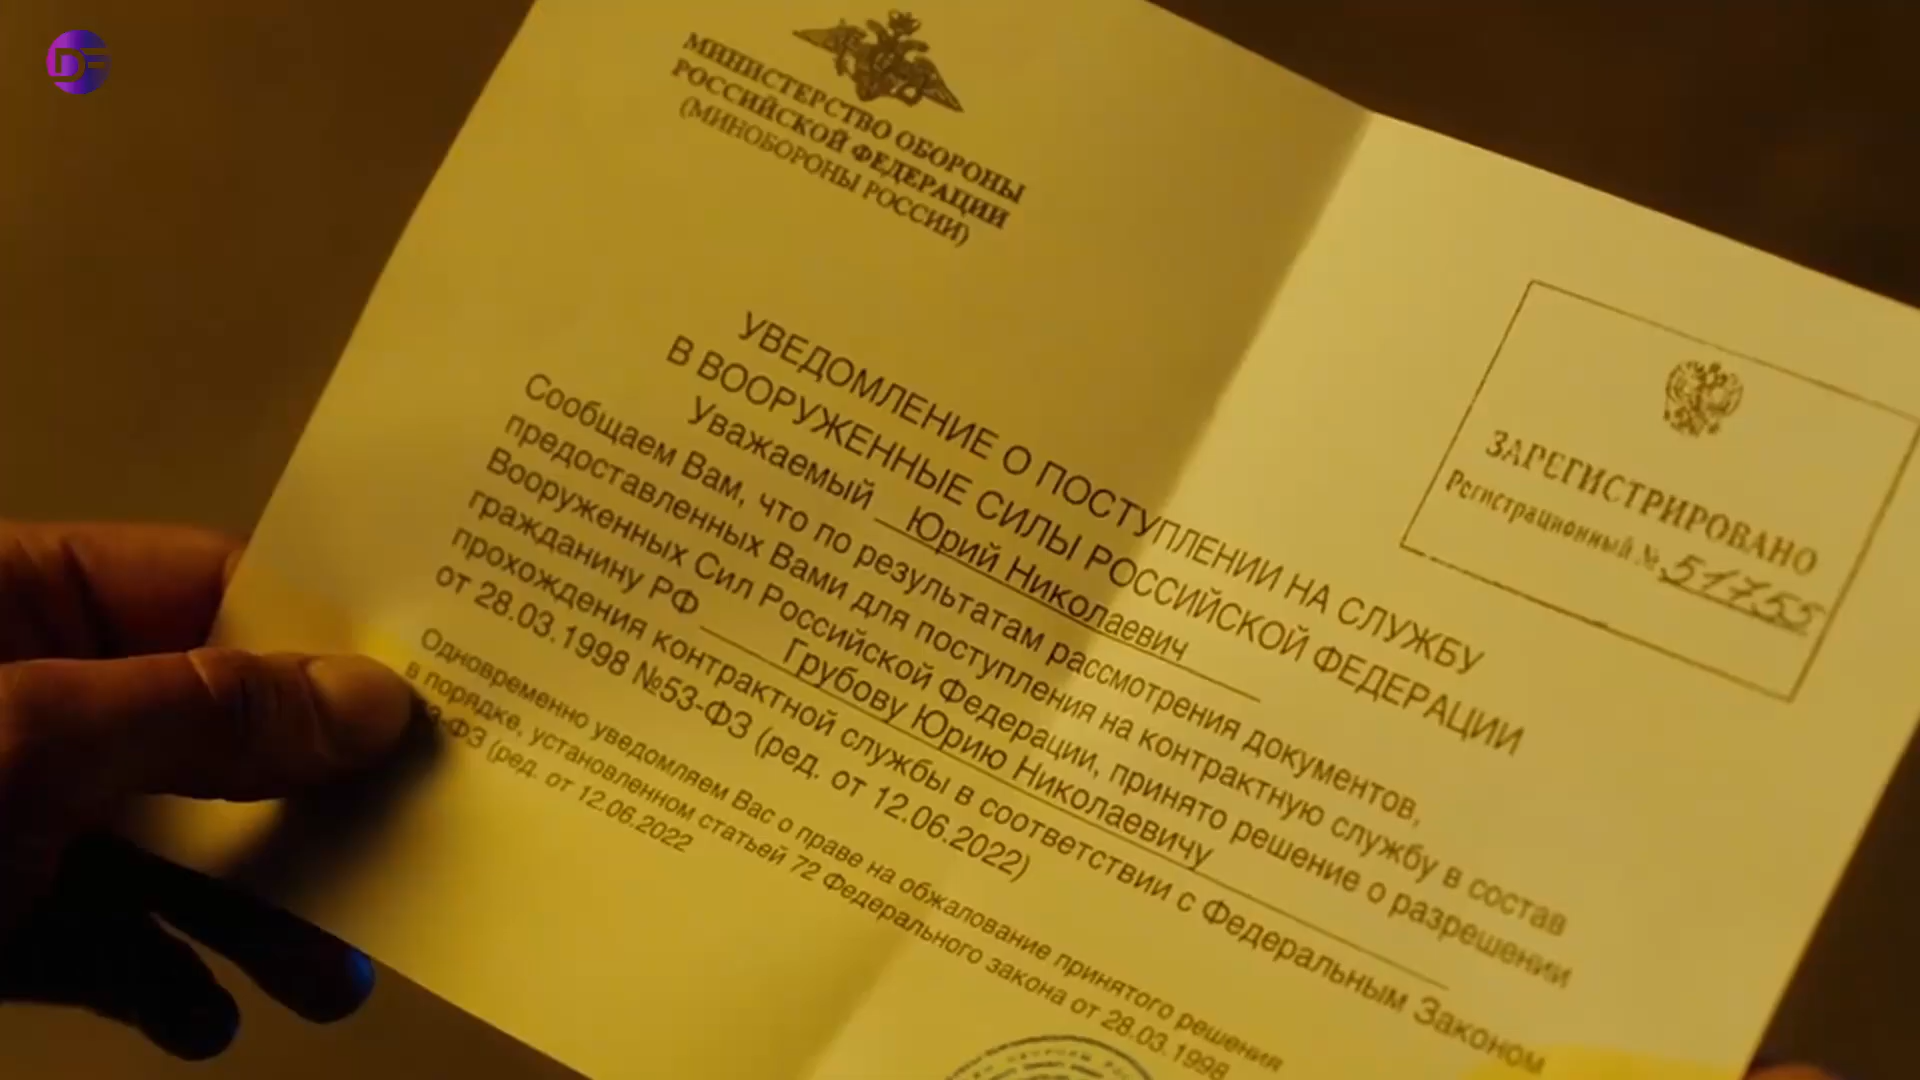 DF
МИНИСТЕРСТВО ОБОРОНЫ
РОССИЙСКОЙ ФЕДЕРАЦИИ
(МИНОБОРОНЫ РОССИИ)
ЗАРЕГИСТРИРОВАНО
Регистрационный № 51755
УВЕДОМЛЕНИЕ О ПОСТУПЛЕНИИ НА СЛУЖБУ
В ВООРУЖЕННЫЕ СИЛЫ РОССИЙСКОЙ ФЕДЕРАЦИИ
Уважаемый Юрий Николаевич
Сообщаем Вам, что по результатам рассмотрения документов,
предоставленных Вами для поступления на контрактную службу в состав
Вооруженных Сил Российской Федерации, принято решение о разрешении
гражданину РФ Грубову Юрию Николаевичу
прохождения контрактной службы в соответствии с Федеральным Законом
от 28.03.1998 №53-ФЗ (ред. от 12.06.2022)
Одновременно уведомляем Вас о праве на обжалование принятого решения
в порядке, установленном статьей 72 Федерального закона от 28.03.1998
3-ФЗ (ред. от 12.06.2022